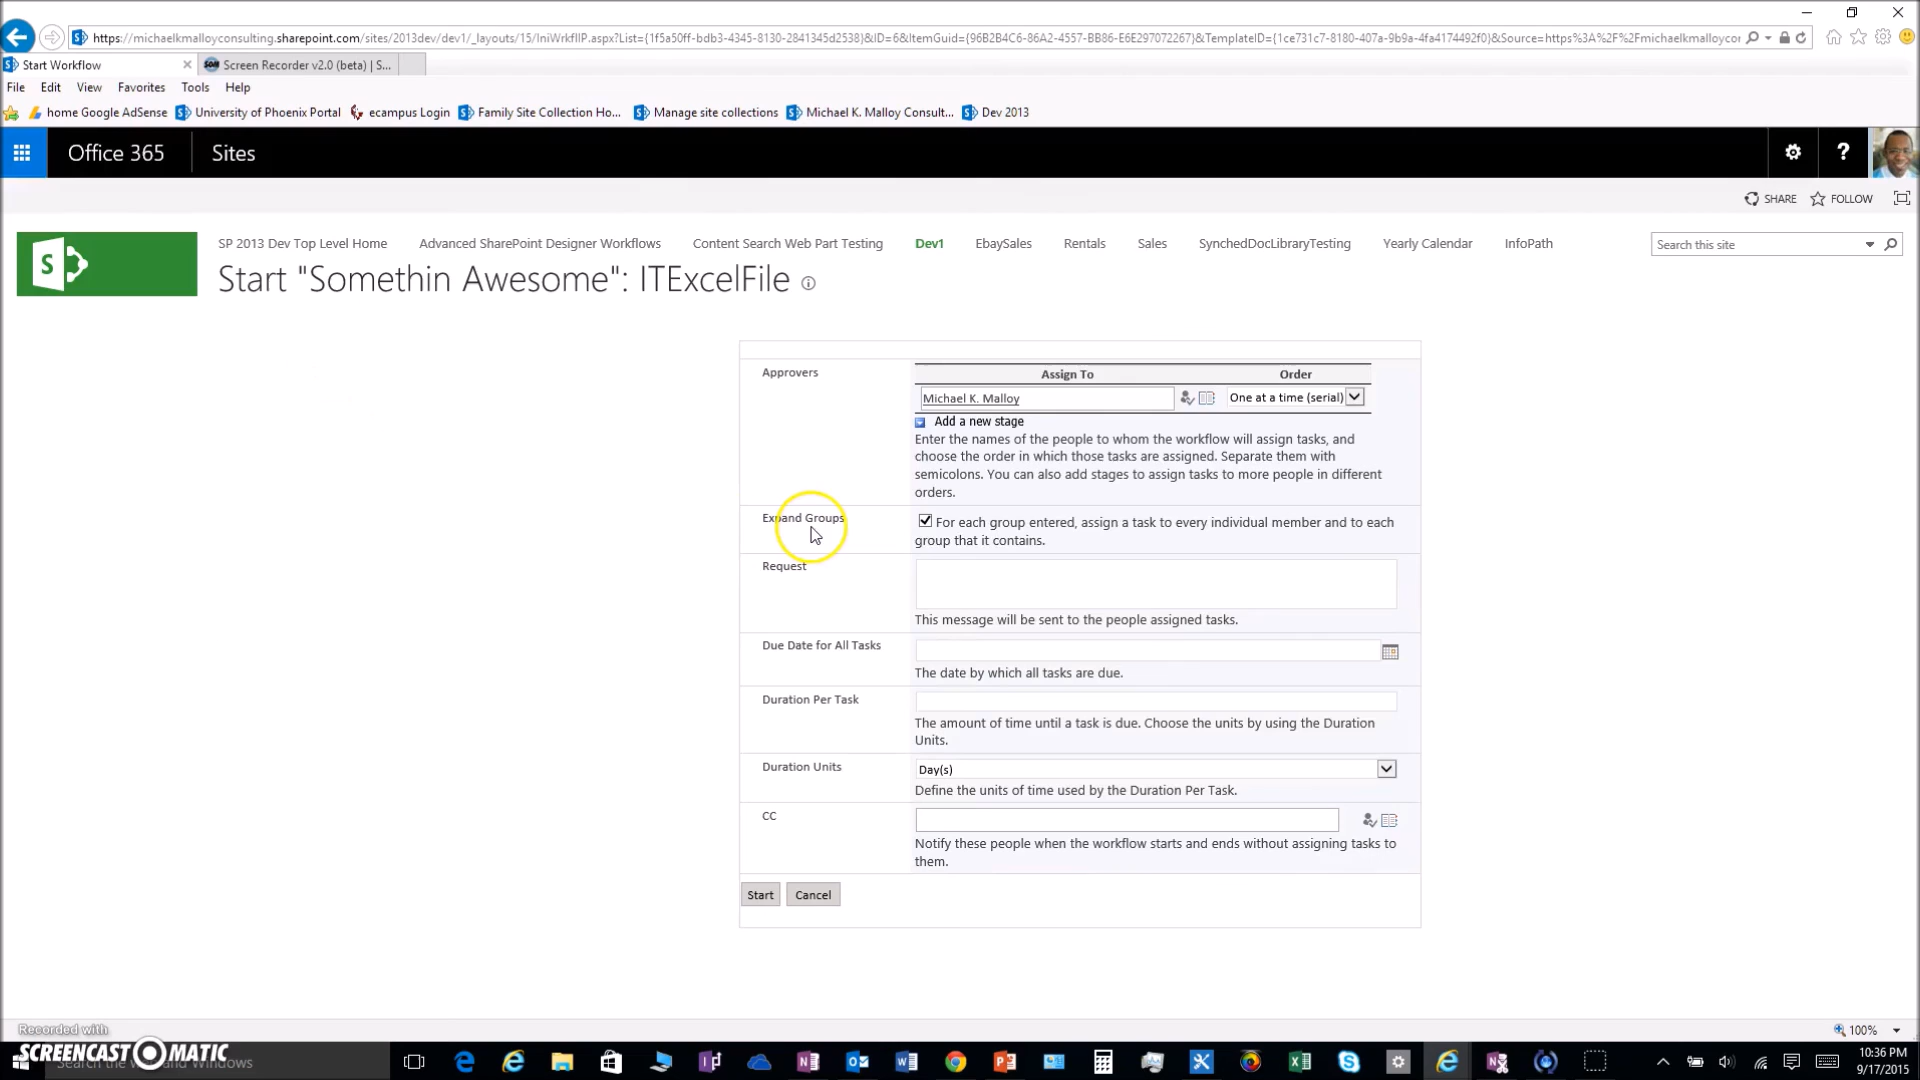 https://michaelkmalloyconsulting.sharepoint.com/sites/2013dev/dev1/_layouts/15/IniWrkflIP.aspx?List={1f5a50ff-bdb3-4345-8130-2841345d2538}&ID=6&ItemGuid={96B2B4C6-86A2-4557-BB86-E6E297072267}&TemplateID={1ce731c7-8180-407a-9b9a-4fa4174492f0}&Source=https%3A%2F%2Fmichaelkmalloycor
Start Workflow
Screen Recorder v2.0 (beta) | S...
File Edit View Favorites Tools Help
home Google AdSense University of Phoenix Portal ecampus Login Family Site Collection Ho... Manage site collections Michael K. Malloy Consult... Dev 2013
Office 365 Sites ?
SHARE FOLLOW
SP 2013 Dev Top Level Home Advanced SharePoint Designer Workflows Content Search Web Part Testing Dev1 EbaySales Rentals Sales SynchedDocLibraryTesting Yearly Calendar InfoPath Search this site
Start "Somethin Awesome": ITExcelFile
Approvers
Assign To Order
Michael K. Malloy One at a time (serial)
Add a new stage
Enter the names of the people to whom the workflow will assign tasks, and
choose the order in which those tasks are assigned. Separate them with
semicolons. You can also add stages to assign tasks to more people in different
orders.
Expand Groups
For each group entered, assign a task to every individual member and to each
group that it contains.
Request
This message will be sent to the people assigned tasks.
Due Date for All Tasks
The date by which all tasks are due.
Duration Per Task
The amount of time until a task is due. Choose the units by using the Duration
Units.
Duration Units
Day(s)
Define the units of time used by the Duration Per Task.
CC
Notify these people when the workflow starts and ends without assigning tasks to
them.
Start Cancel
100%
Recorded with
SCREENCAST MATIC
Search the web and Windows
10:36 PM
9/17/2015